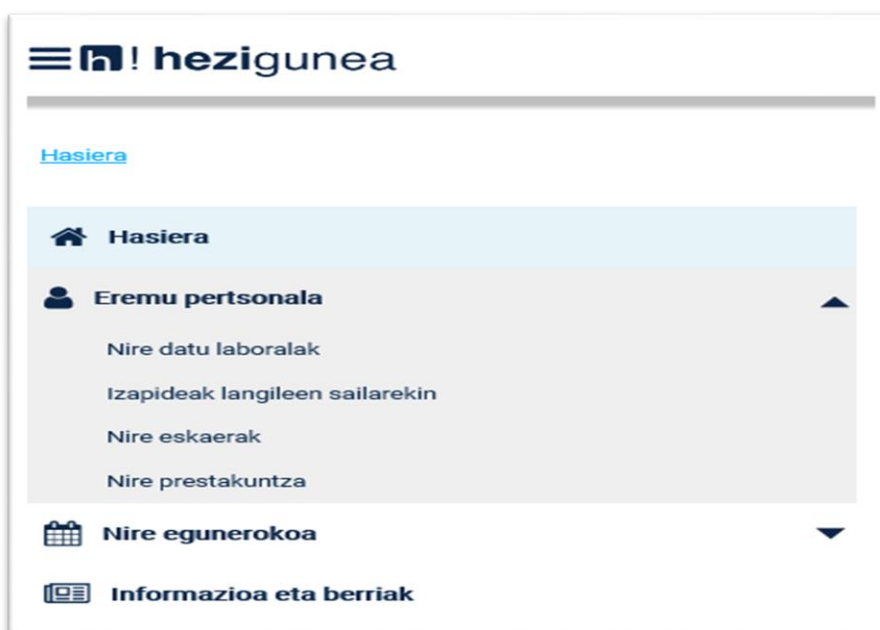 h! hezigunea
Hasiera
Hasiera
Eremu pertsonala
Nire datu laboralak
Izapideak langileen sailarekin
Nire eskaerak
Nire prestakuntza
Nire egunerokoa
Informazioa eta berriak